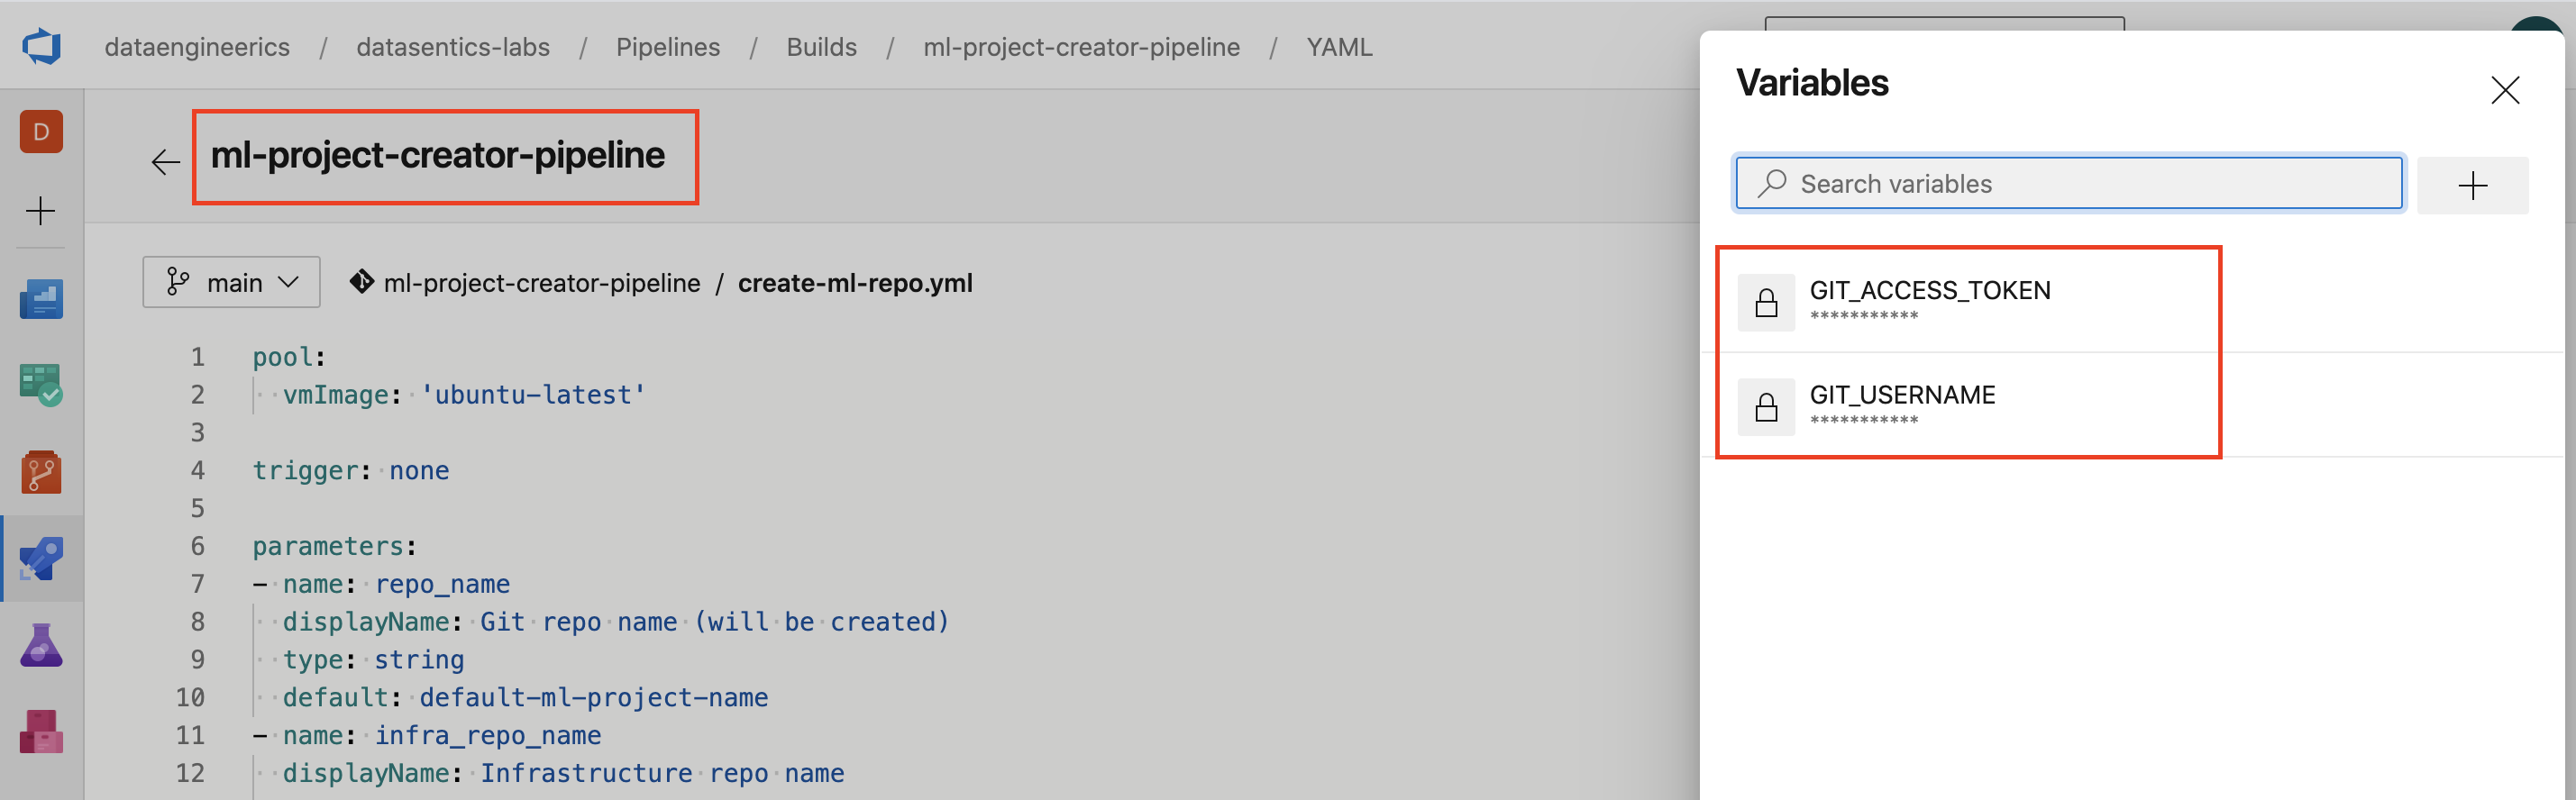 dataengineerics / datasentics-labs / Pipelines / Builds / ml-project-creator-pipeline / YAML
D
ml-project-creator-pipeline
main ml-project-creator-pipeline / create-ml-repo.yml
1 pool:
2 vmImage: 'ubuntu-latest'
3
4 trigger: none
5
6 parameters:
7 - name: repo_name
8 displayName: Git repo name (will be created)
9 type: string
10 default: default-ml-project-name
11 - name: infra_repo_name
12 displayName: Infrastructure repo name
Variables
Search variables
GIT_ACCESS_TOKEN
***********
GIT_USERNAME
***********